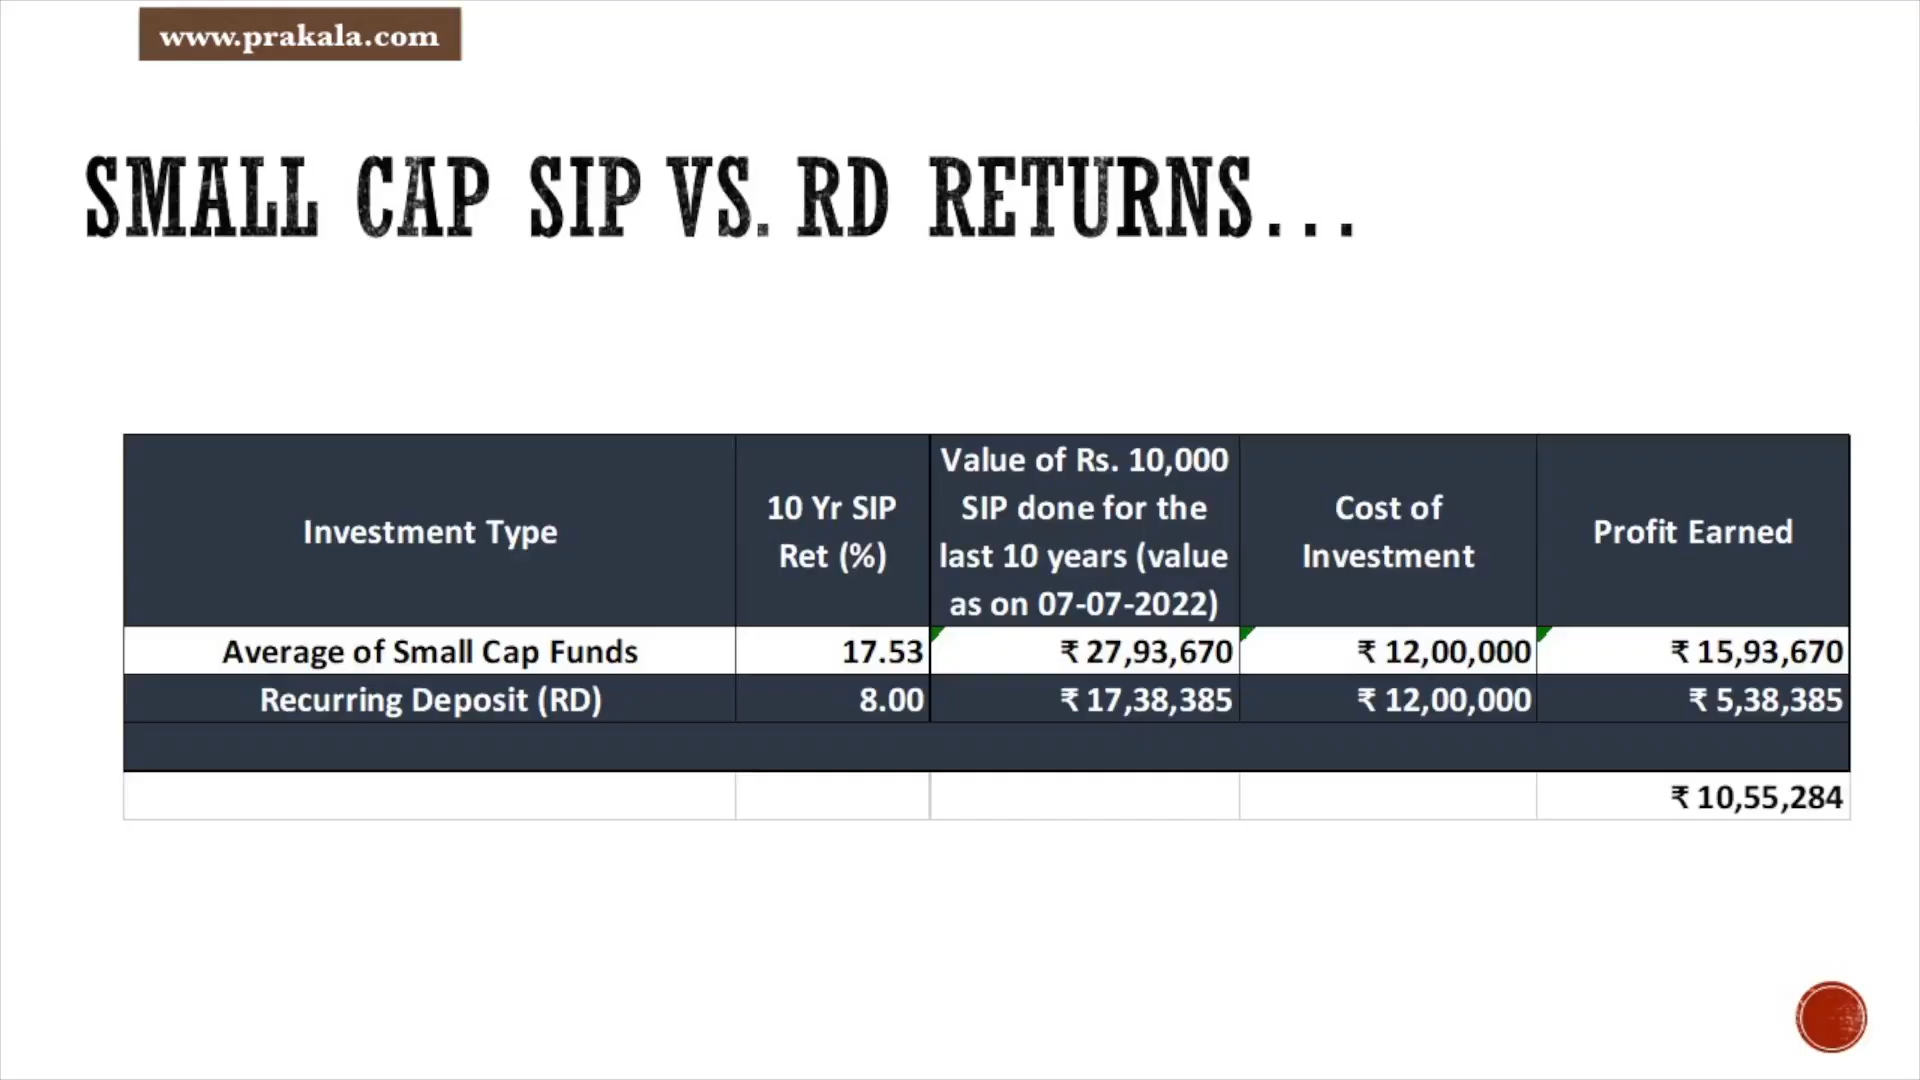 www.prakala.com
SMALL CAP SIP VS. RD RETURNS...
Investment Type
10 Yr SIP
Ret (%)
Value of Rs. 10,000
SIP done for the
last 10 years (value
as on 07-07-2022)
Cost of
Investment
Profit Earned
Average of Small Cap Funds 17.53 ₹ 27,93,670 ₹ 12,00,000 ₹ 15,93,670
Recurring Deposit (RD) 8.00 ₹ 17,38,385 ₹ 12,00,000 ₹ 5,38,385
₹ 10,55,284